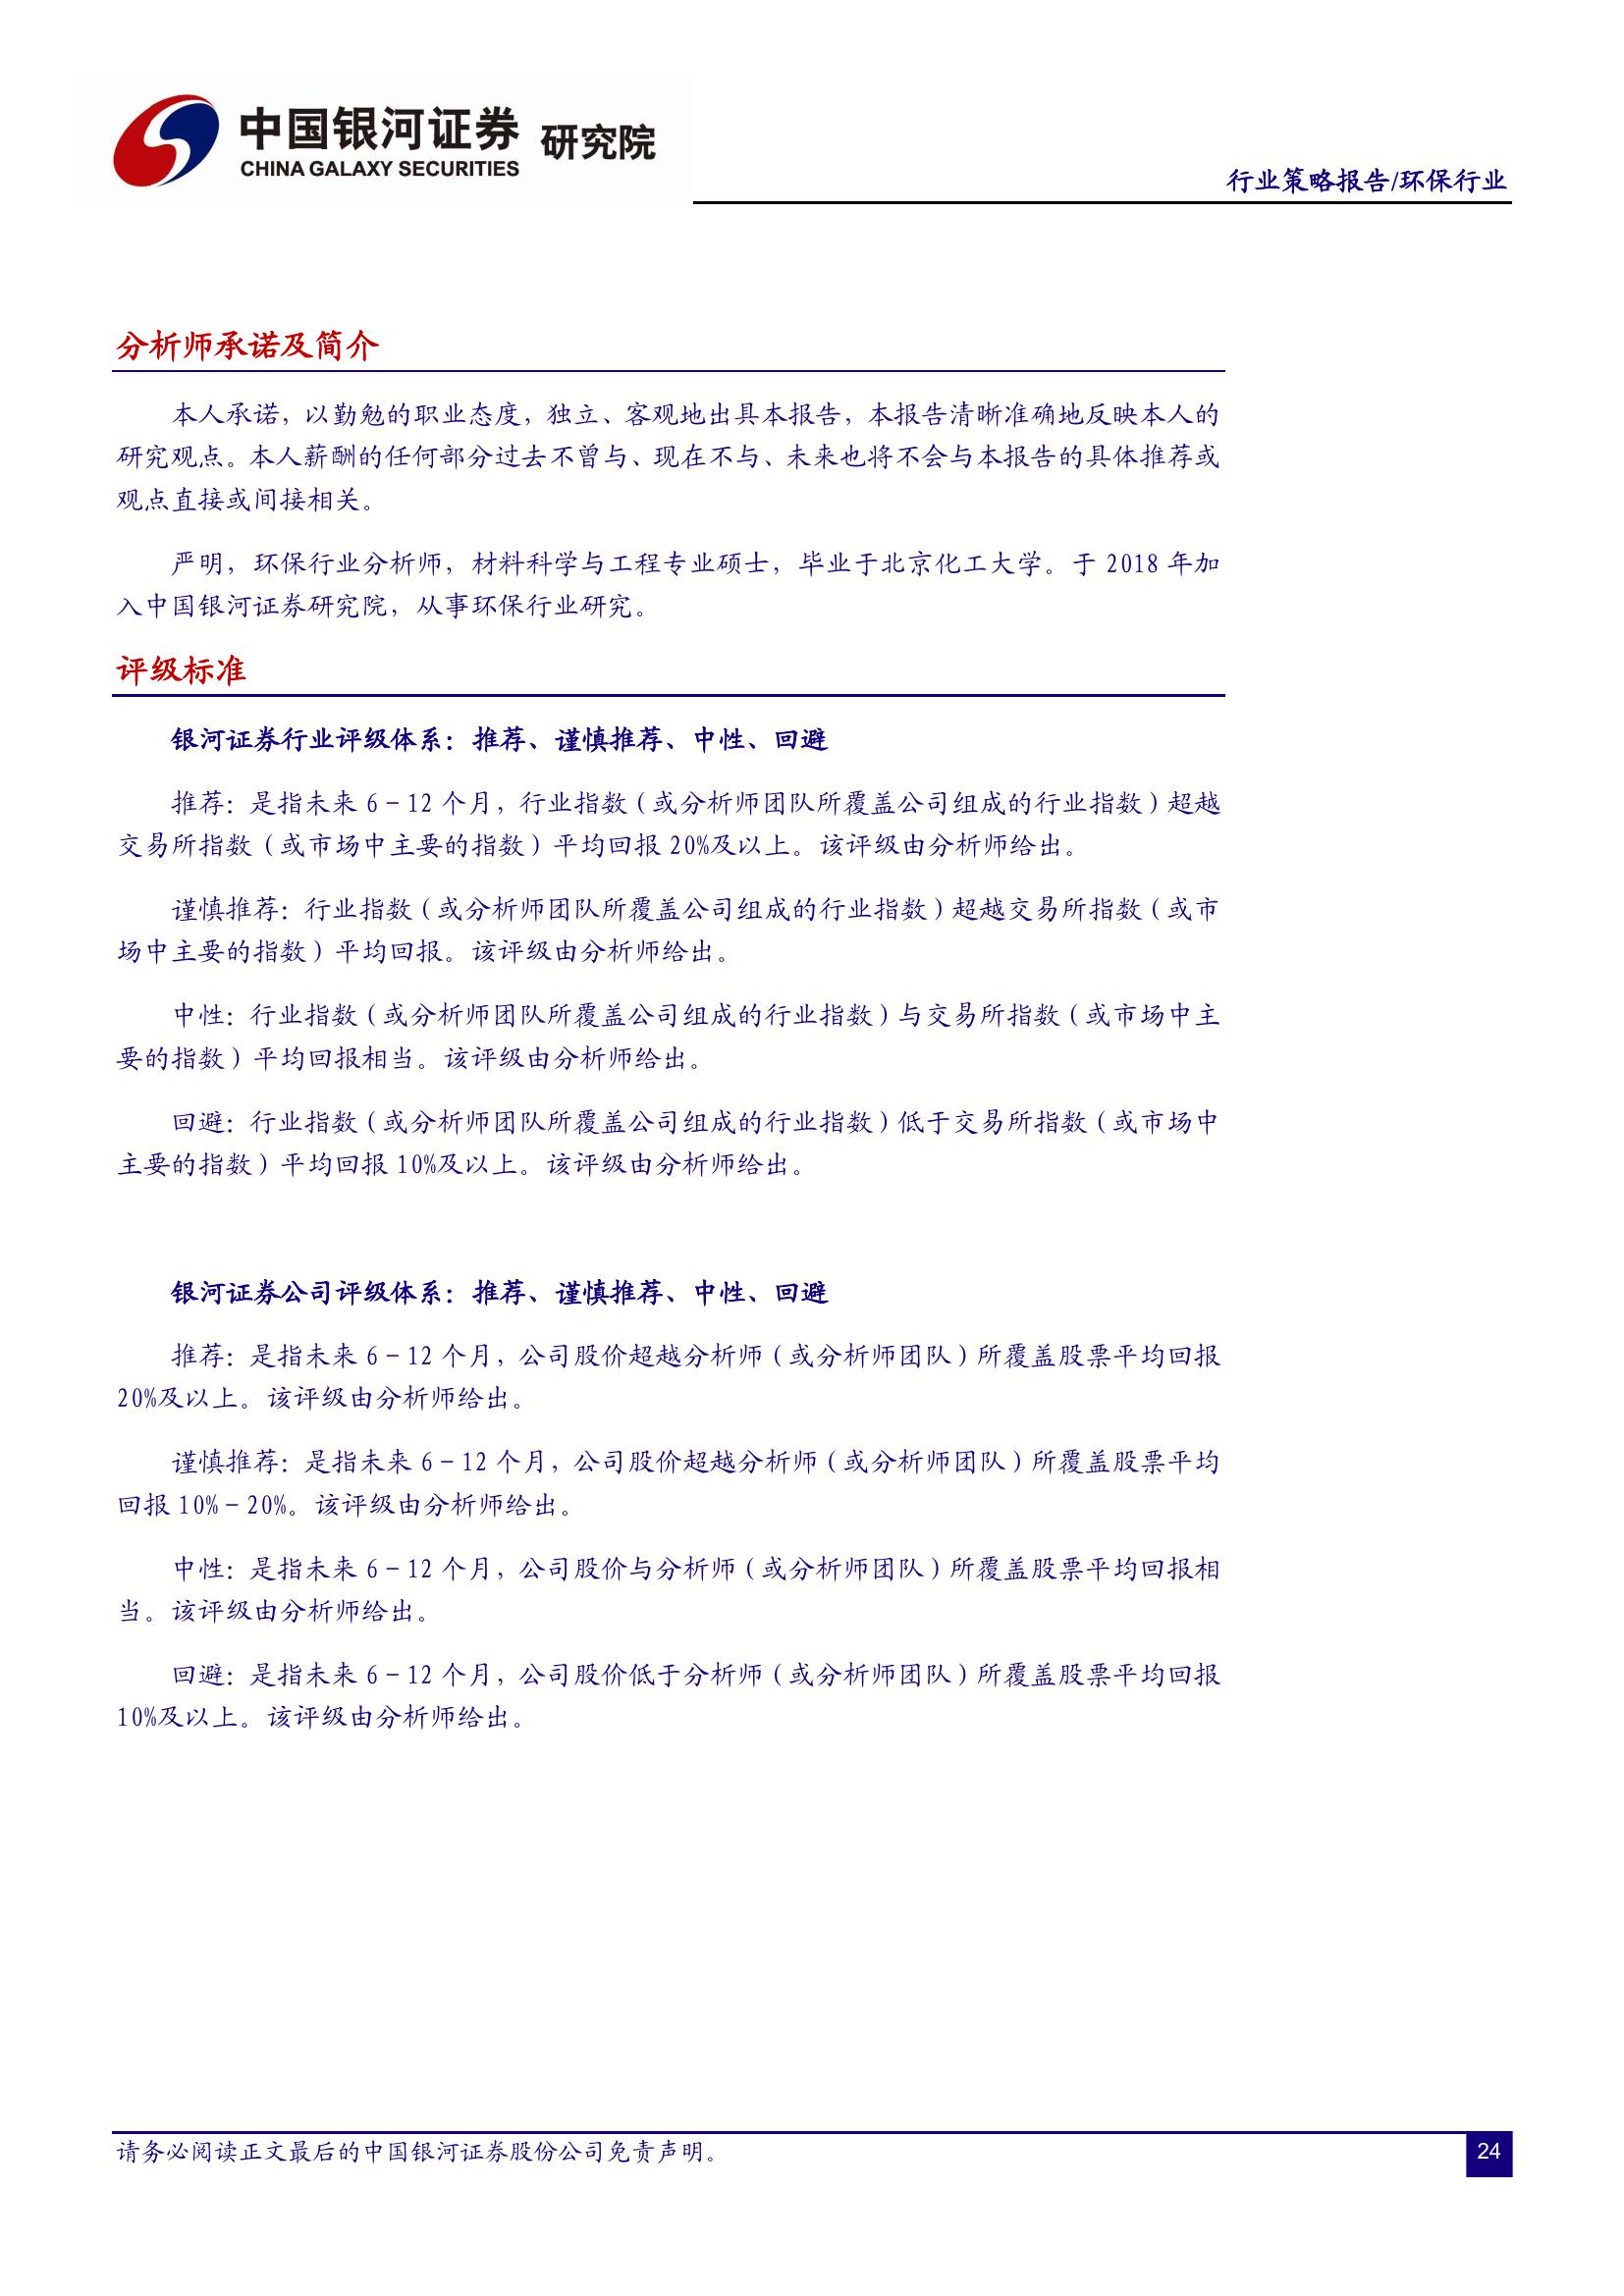 中国银河证券 研究院
CHINA GALAXY SECURITIES
行业策略报告/环保行业
分析师承诺及简介
本人承诺，以勤勉的职业态度，独立、客观地出具本报告，本报告清晰准确地反映本人的
研究观点。本人薪酬的任何部分过去不曾与、现在不与、未来也将不会与本报告的具体推荐或
观点直接或间接相关。
严明，环保行业分析师，材料科学与工程专业硕士，毕业于北京化工大学。于 2018 年加
入中国银河证券研究院，从事环保行业研究。
评级标准
银河证券行业评级体系：推荐、谨慎推荐、中性、回避
推荐：是指未来 6－12 个月，行业指数（或分析师团队所覆盖公司组成的行业指数）超越
交易所指数（或市场中主要的指数）平均回报 20%及以上。该评级由分析师给出。
谨慎推荐：行业指数（或分析师团队所覆盖公司组成的行业指数）超越交易所指数（或市
场中主要的指数）平均回报。该评级由分析师给出。
中性：行业指数（或分析师团队所覆盖公司组成的行业指数）与交易所指数（或市场中主
要的指数）平均回报相当。该评级由分析师给出。
回避：行业指数（或分析师团队所覆盖公司组成的行业指数）低于交易所指数（或市场中
主要的指数）平均回报 10%及以上。该评级由分析师给出。
银河证券公司评级体系：推荐、谨慎推荐、中性、回避
推荐：是指未来 6－12 个月，公司股价超越分析师（或分析师团队）所覆盖股票平均回报
20%及以上。该评级由分析师给出。
谨慎推荐：是指未来 6－12 个月，公司股价超越分析师（或分析师团队）所覆盖股票平均
回报 10%－20%。该评级由分析师给出。
中性：是指未来 6－12 个月，公司股价与分析师（或分析师团队）所覆盖股票平均回报相
当。该评级由分析师给出。
回避：是指未来 6－12 个月，公司股价低于分析师（或分析师团队）所覆盖股票平均回报
10%及以上。该评级由分析师给出。
请务必阅读正文最后的中国银河证券股份公司免责声明。
24